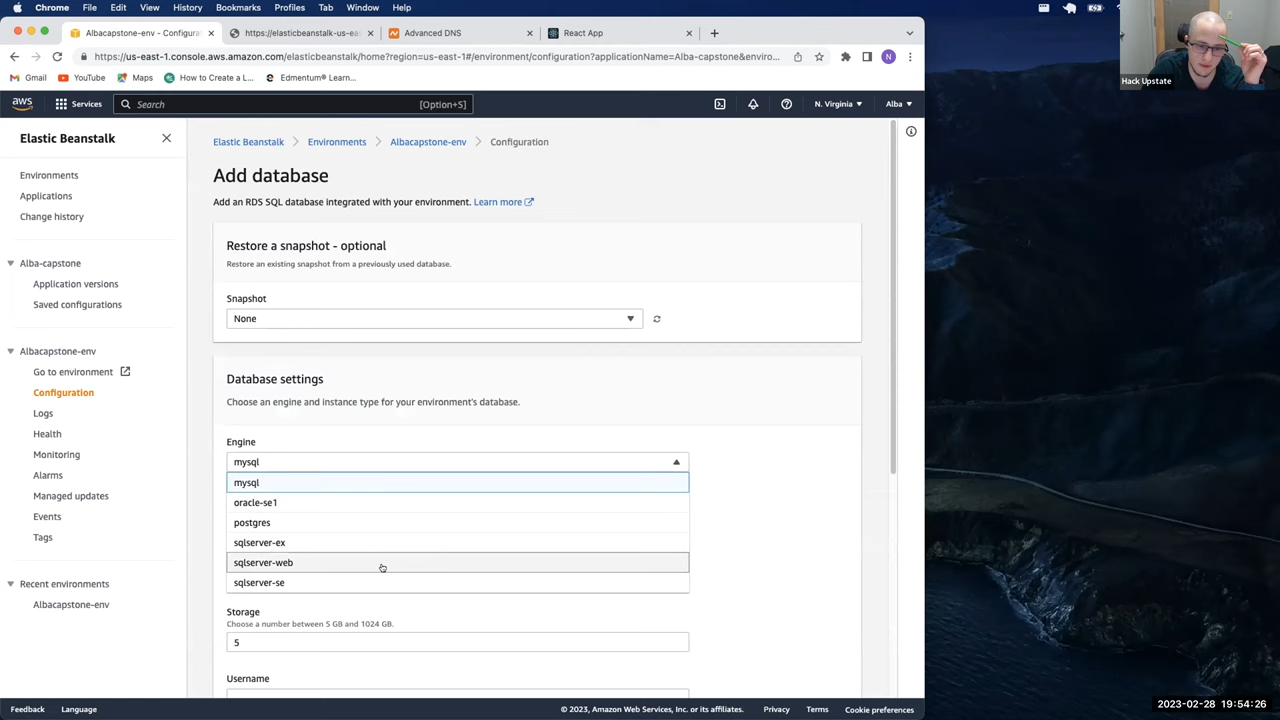 Chrome File Edit View History Bookmarks Profiles Tab Window Help
Albacapstone-env - Configurat
https://elasticbeanstalk-us-ea
Advanced DNS
React App
https://us-east-1.console.aws.amazon.com/elasticbeanstalk/home?region=us-east-1#/environment/configuration?applicationName=Alba-capstone&enviro...
N
Gmail YouTube Maps How to Create a L... Edmentum® Learn...
Hack Upstate
aws Services Search [Option+S] N. Virginia Alba
Elastic Beanstalk
Environments
Applications
Change history
Alba-capstone
Application versions
Saved configurations
Albacapstone-env
Go to environment
Configuration
Logs
Health
Monitoring
Alarms
Managed updates
Events
Tags
Recent environments
Albacapstone-env
Elastic Beanstalk > Environments > Albacapstone-env > Configuration
Add database
Add an RDS SQL database integrated with your environment. Learn more
Restore a snapshot - optional
Restore an existing snapshot from a previously used database.
Snapshot
None
Database settings
Choose an engine and instance type for your environment's database.
Engine
mysql
mysql
oracle-se1
postgres
sqlserver-ex
sqlserver-web
sqlserver-se
Storage
Choose a number between 5 GB and 1024 GB.
5
Username
Feedback Language © 2023, Amazon Web Services, Inc. or its affiliates. Privacy Terms Cookie preferences
2023-02-28 19:54:26